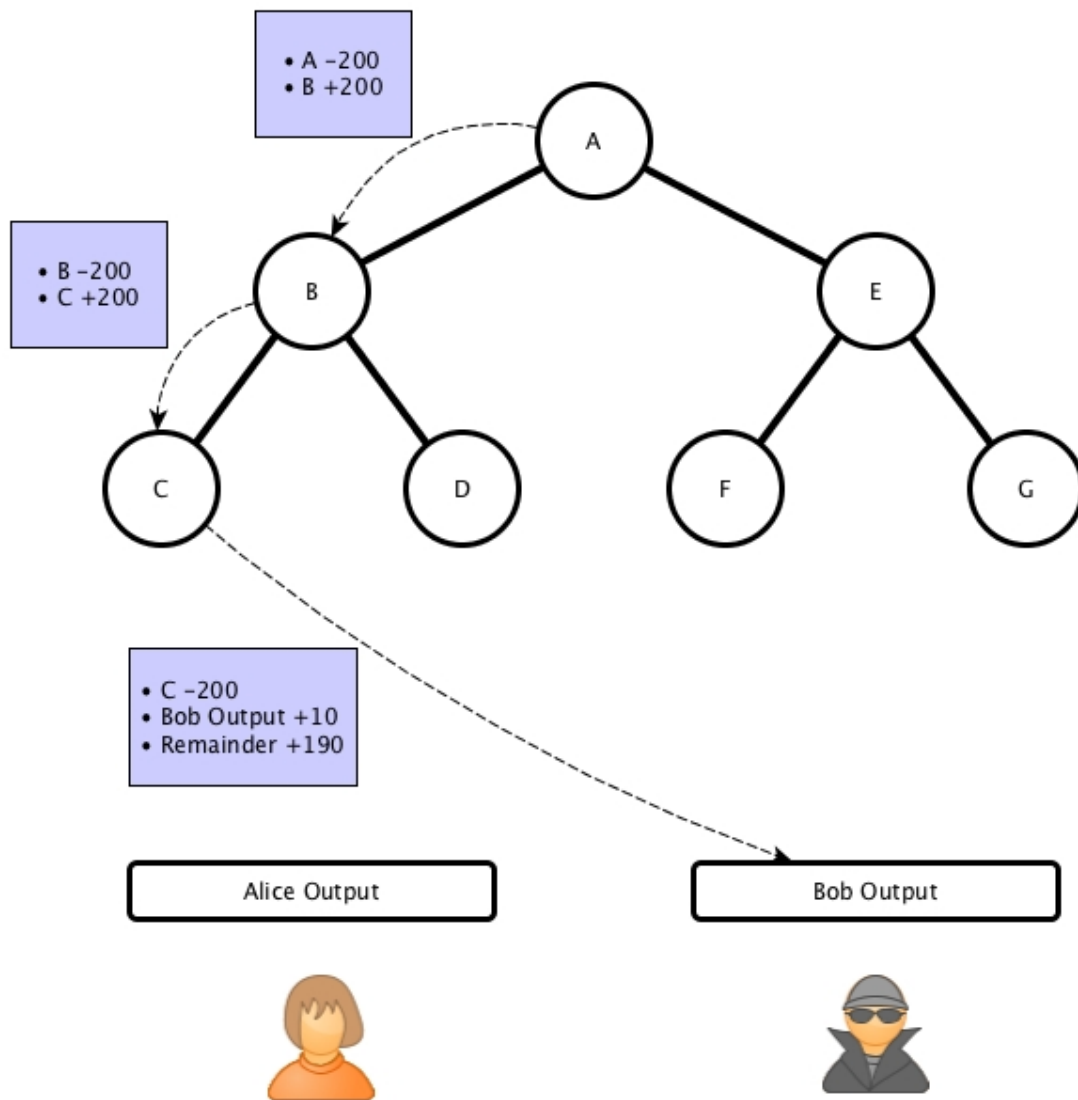 • A -200
• B +200
A
• B -200
• C +200
B
E
C
D
F
G
• C -200
• Bob Output +10
• Remainder +190
Alice Output
Bob Output